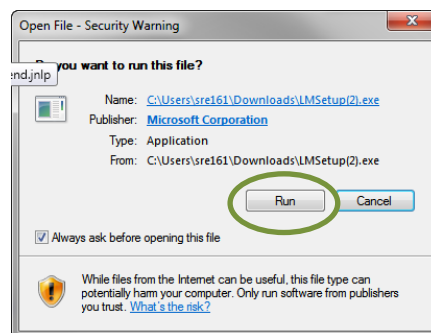 Open File - Security Warning
you want to run this file?
end.jnlp
Name: C:\Users\sre161\Downloads\LMSetup(2).exe
Publisher: Microsoft Corporation
Type: Application
From: C:\Users\sre161\Downloads\LMSetup(2).exe
Run Cancel
Always ask before opening this file
While files from the Internet can be useful, this file type can
potentially harm your computer. Only run software from publishers
you trust. What's the risk?